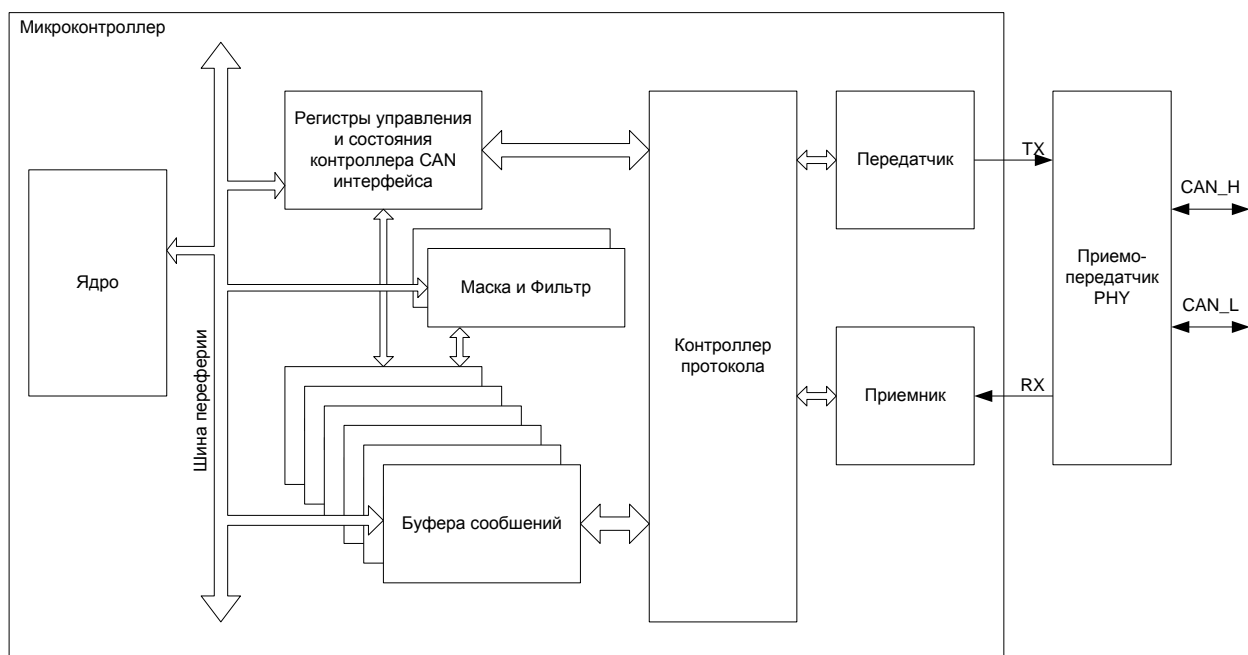 Микроконтроллер
Регистры управления
и состояния
контроллера CAN
интерфейса
Ядро
Шина переферии
Маска и Фильтр
Буфера сообшений
Контроллер
протокола
Передатчик
Приемник
TX
RX
Приемо-
передатчик
PHY
CAN_H
CAN_L